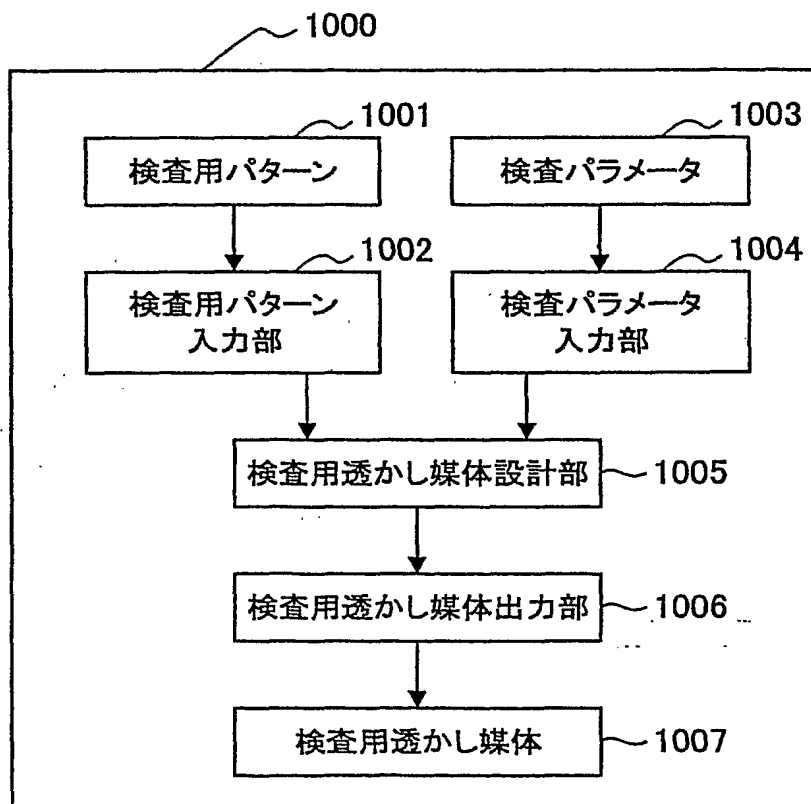 1000
1001
検査用パターン
1003
検査パラメータ
1002
検査用パターン
入力部
1004
検査パラメータ
入力部
検査用透かし媒体設計部
1005
検査用透かし媒体出力部
1006
検査用透かし媒体
1007